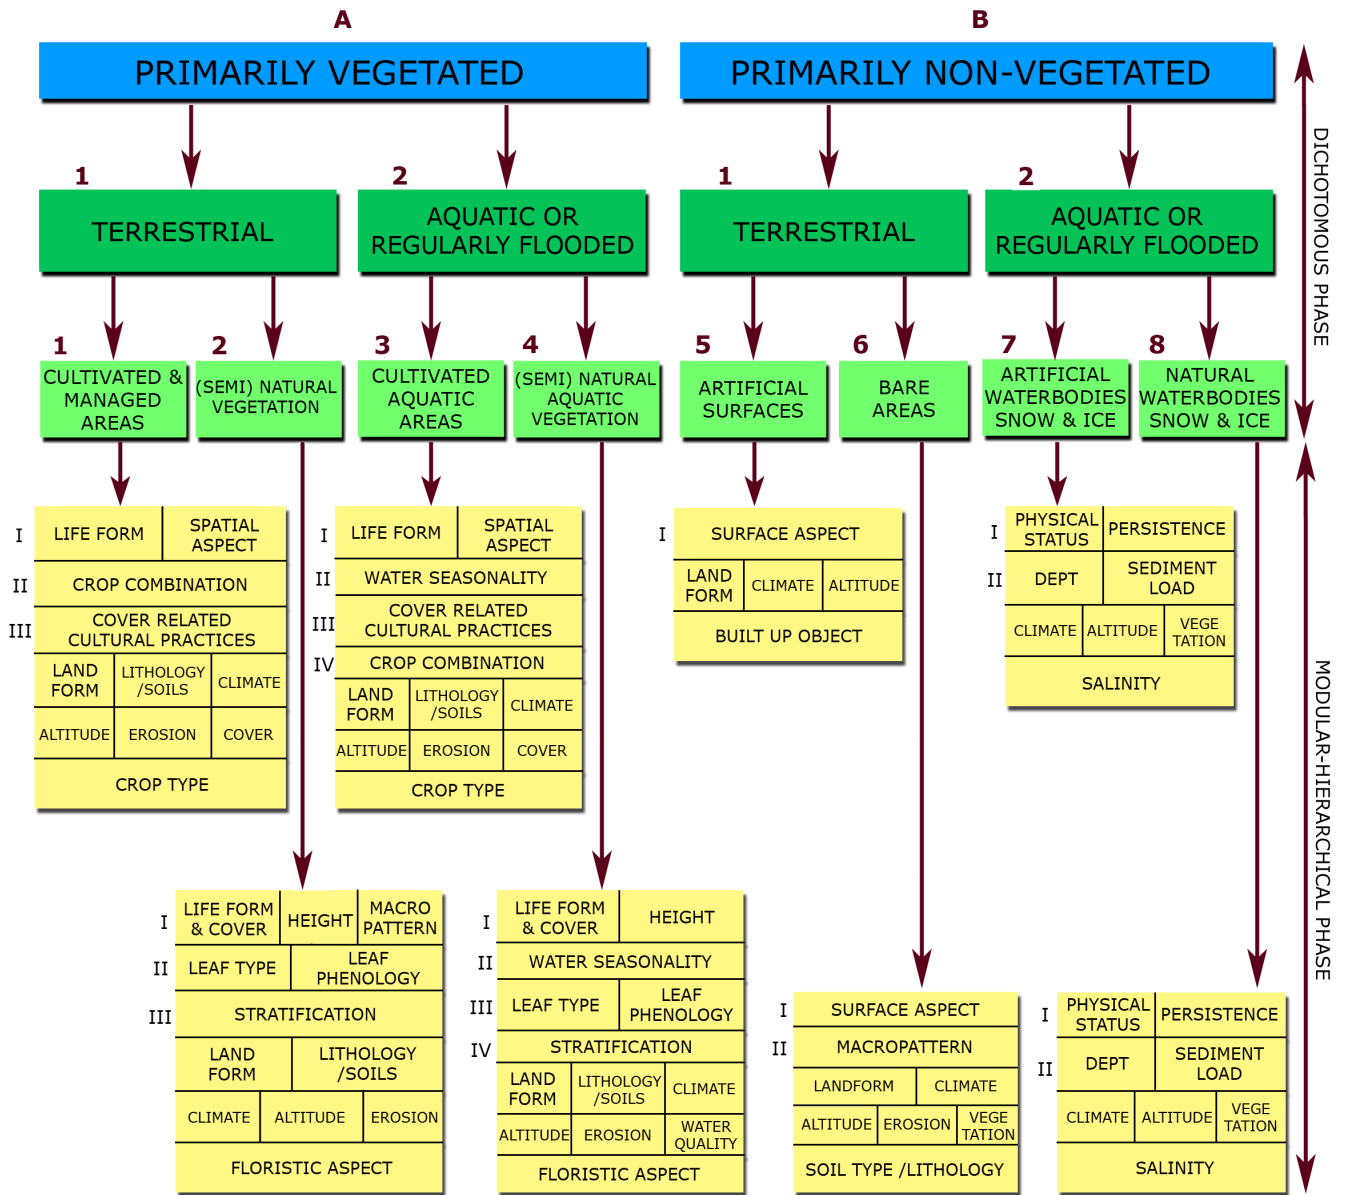 A
B
PRIMARILY VEGETATED
PRIMARILY NON-VEGETATED
DICHOTOMOUS PHASE
1
2
1
2
TERRESTRIAL
AQUATIC OR
REGULARLY FLOODED
TERRESTRIAL
AQUATIC OR
REGULARLY FLOODED
1
2
3
4
5
6
7
8
CULTIVATED &
MANAGED
AREAS
(SEMI) NATURAL
VEGETATION
CULTIVATED
AQUATIC
AREAS
(SEMI) NATURAL
AQUATIC
VEGETATION
ARTIFICIAL
SURFACES
BARE
AREAS
ARTIFICIAL
WATERBODIES
SNOW & ICE
NATURAL
WATERBODIES
SNOW & ICE
MODULAR-HIERARCHICAL PHASE
I
LIFE FORM
SPATIAL
ASPECT
II
CROP COMBINATION
III
COVER RELATED
CULTURAL PRACTICES
LAND
FORM
LITHOLOGY
/SOILS
CLIMATE
ALTITUDE
EROSION
COVER
CROP TYPE
I
LIFE FORM
SPATIAL
ASPECT
II
WATER SEASONALITY
III
COVER RELATED
CULTURAL PRACTICES
IV
CROP COMBINATION
LAND
FORM
LITHOLOGY
/SOILS
CLIMATE
ALTITUDE
EROSION
COVER
CROP TYPE
I
SURFACE ASPECT
LAND
FORM
CLIMATE
ALTITUDE
BUILT UP OBJECT
I
PHYSICAL
STATUS
PERSISTENCE
II
DEPT
SEDIMENT
LOAD
CLIMATE
ALTITUDE
VEGE
TATION
SALINITY
I
LIFE FORM
& COVER
HEIGHT
MACRO
PATTERN
II
LEAF TYPE
LEAF
PHENOLOGY
III
STRATIFICATION
LAND
FORM
LITHOLOGY
/SOILS
CLIMATE
ALTITUDE
EROSION
FLORISTIC ASPECT
I
LIFE FORM
& COVER
HEIGHT
II
WATER SEASONALITY
III
LEAF TYPE
LEAF
PHENOLOGY
IV
STRATIFICATION
LAND
FORM
LITHOLOGY
/SOILS
CLIMATE
ALTITUDE
EROSION
WATER
QUALITY
FLORISTIC ASPECT
I
SURFACE ASPECT
II
MACROPATTERN
LANDFORM
CLIMATE
ALTITUDE
EROSION
VEGE
TATION
SOIL TYPE /LITHOLOGY
I
PHYSICAL
STATUS
PERSISTENCE
II
DEPT
SEDIMENT
LOAD
CLIMATE
ALTITUDE
VEGE
TATION
SALINITY